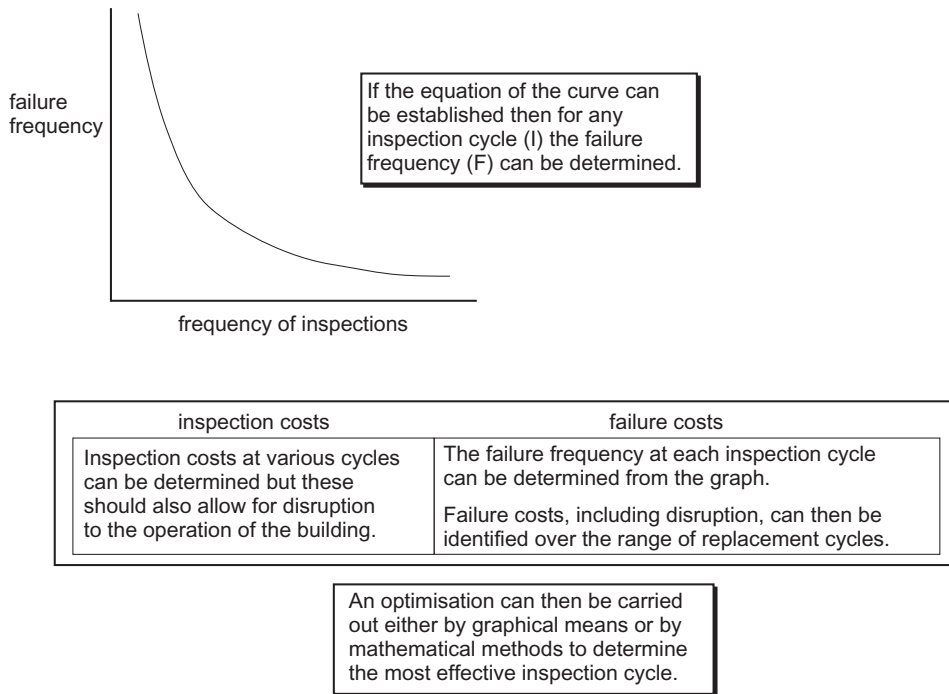 failure
frequency
If the equation of the curve can
be established then for any
inspection cycle (I) the failure
frequency (F) can be determined.
frequency of inspections
inspection costs
failure costs
Inspection costs at various cycles
can be determined but these
should also allow for disruption
to the operation of the building.
The failure frequency at each inspection cycle
can be determined from the graph.
Failure costs, including disruption, can then be
identified over the range of replacement cycles.
An optimisation can then be carried
out either by graphical means or by
mathematical methods to determine
the most effective inspection cycle.